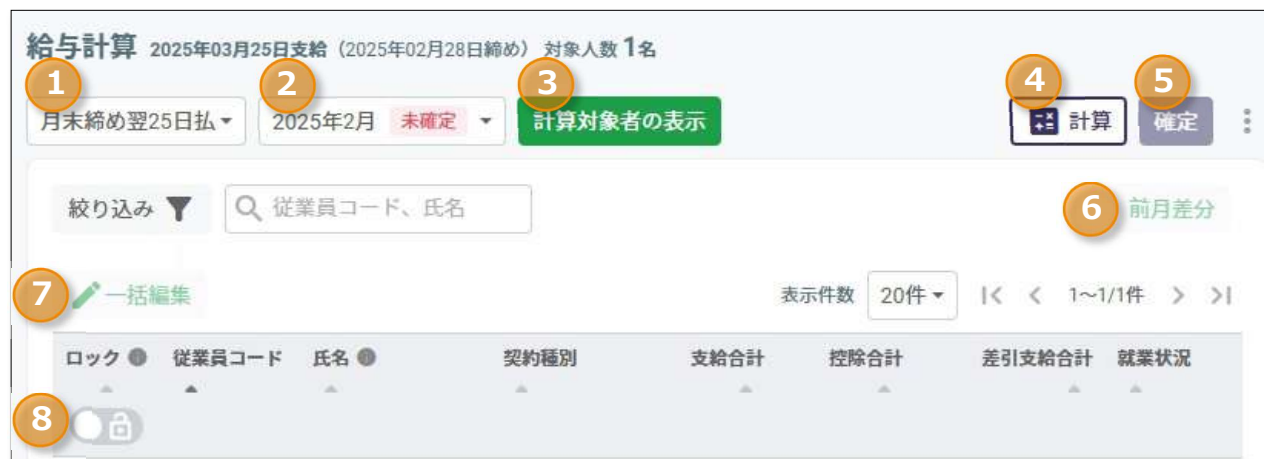 給与計算 2025年03月25日支給（2025年02月28日締め） 対象人数 1名
1 2 3 4 5
月末締め翌25日払 2025年2月 未確定 計算対象者の表示 計算 確定
絞り込み 従業員コード、氏名 6 前月差分
7 一括編集 表示件数 20件 1～1/1件
ロック 従業員コード 氏名 契約種別 支給合計 控除合計 差引支給合計 就業状況
8